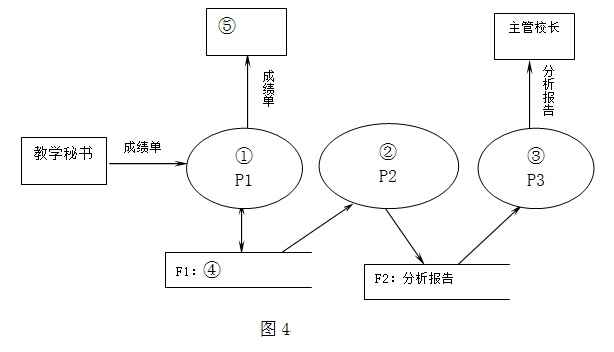 ⑤
主管校长
成绩单
分析报告
教学秘书
成绩单
①
P1
②
P2
③
P3
F1：④
F2：分析报告
图 4